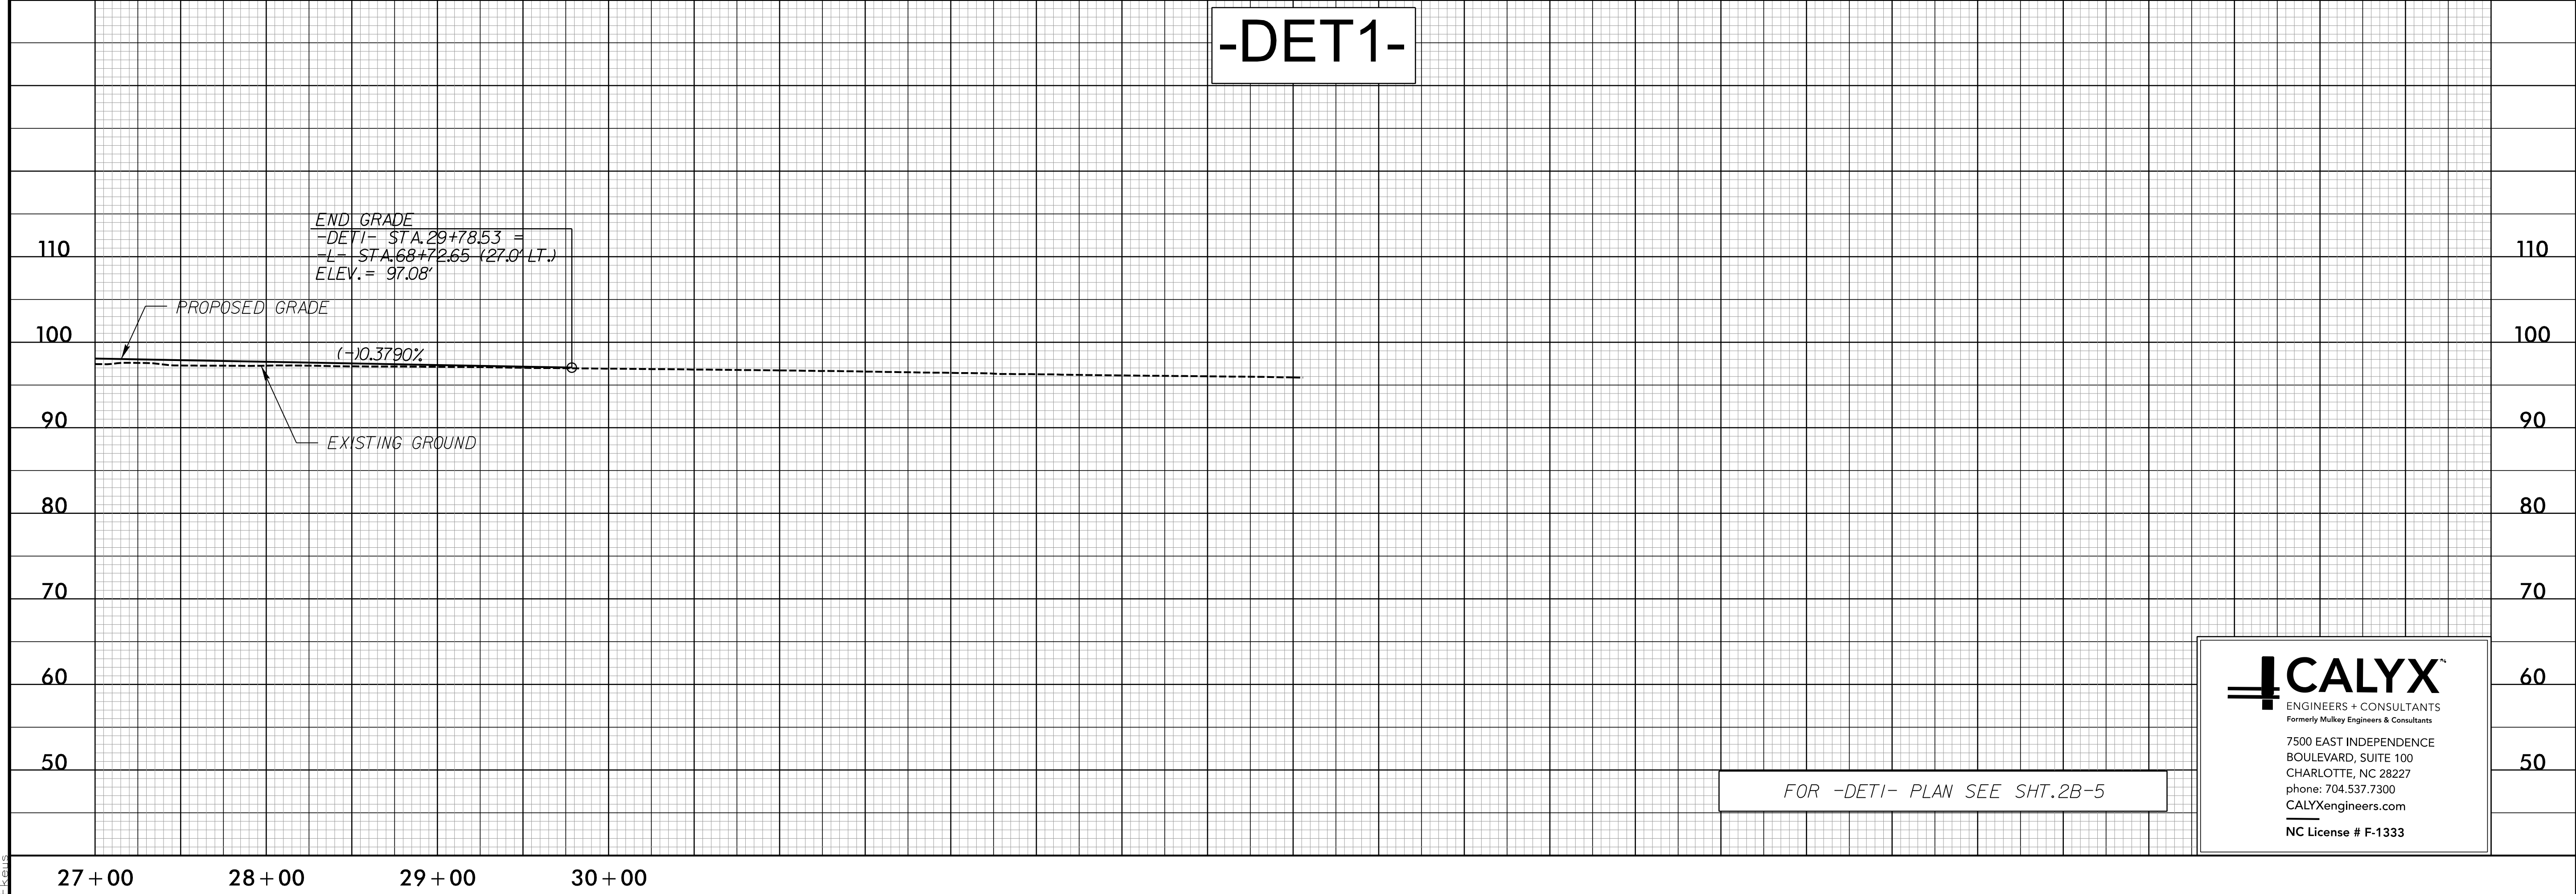 -DET1-
END GRADE
-DET1- STA.29+78.53 =
-L- STA.68+72.65 (27.0' LT.)
ELEV.= 97.08'
PROPOSED GRADE
(-)0.3790%
EXISTING GROUND
110
110
100
100
90
90
80
80
70
70
60
60
50
50
FOR -DET1- PLAN SEE SHT.2B-5
CALYX
ENGINEERS + CONSULTANTS
Formerly Mulkey Engineers & Consultants
7500 EAST INDEPENDENCE
BOULEVARD, SUITE 100
CHARLOTTE, NC 28227
phone: 704.537.7300
CALYXengineers.com
NC License # F-1333
27+00
28+00
29+00
30+00